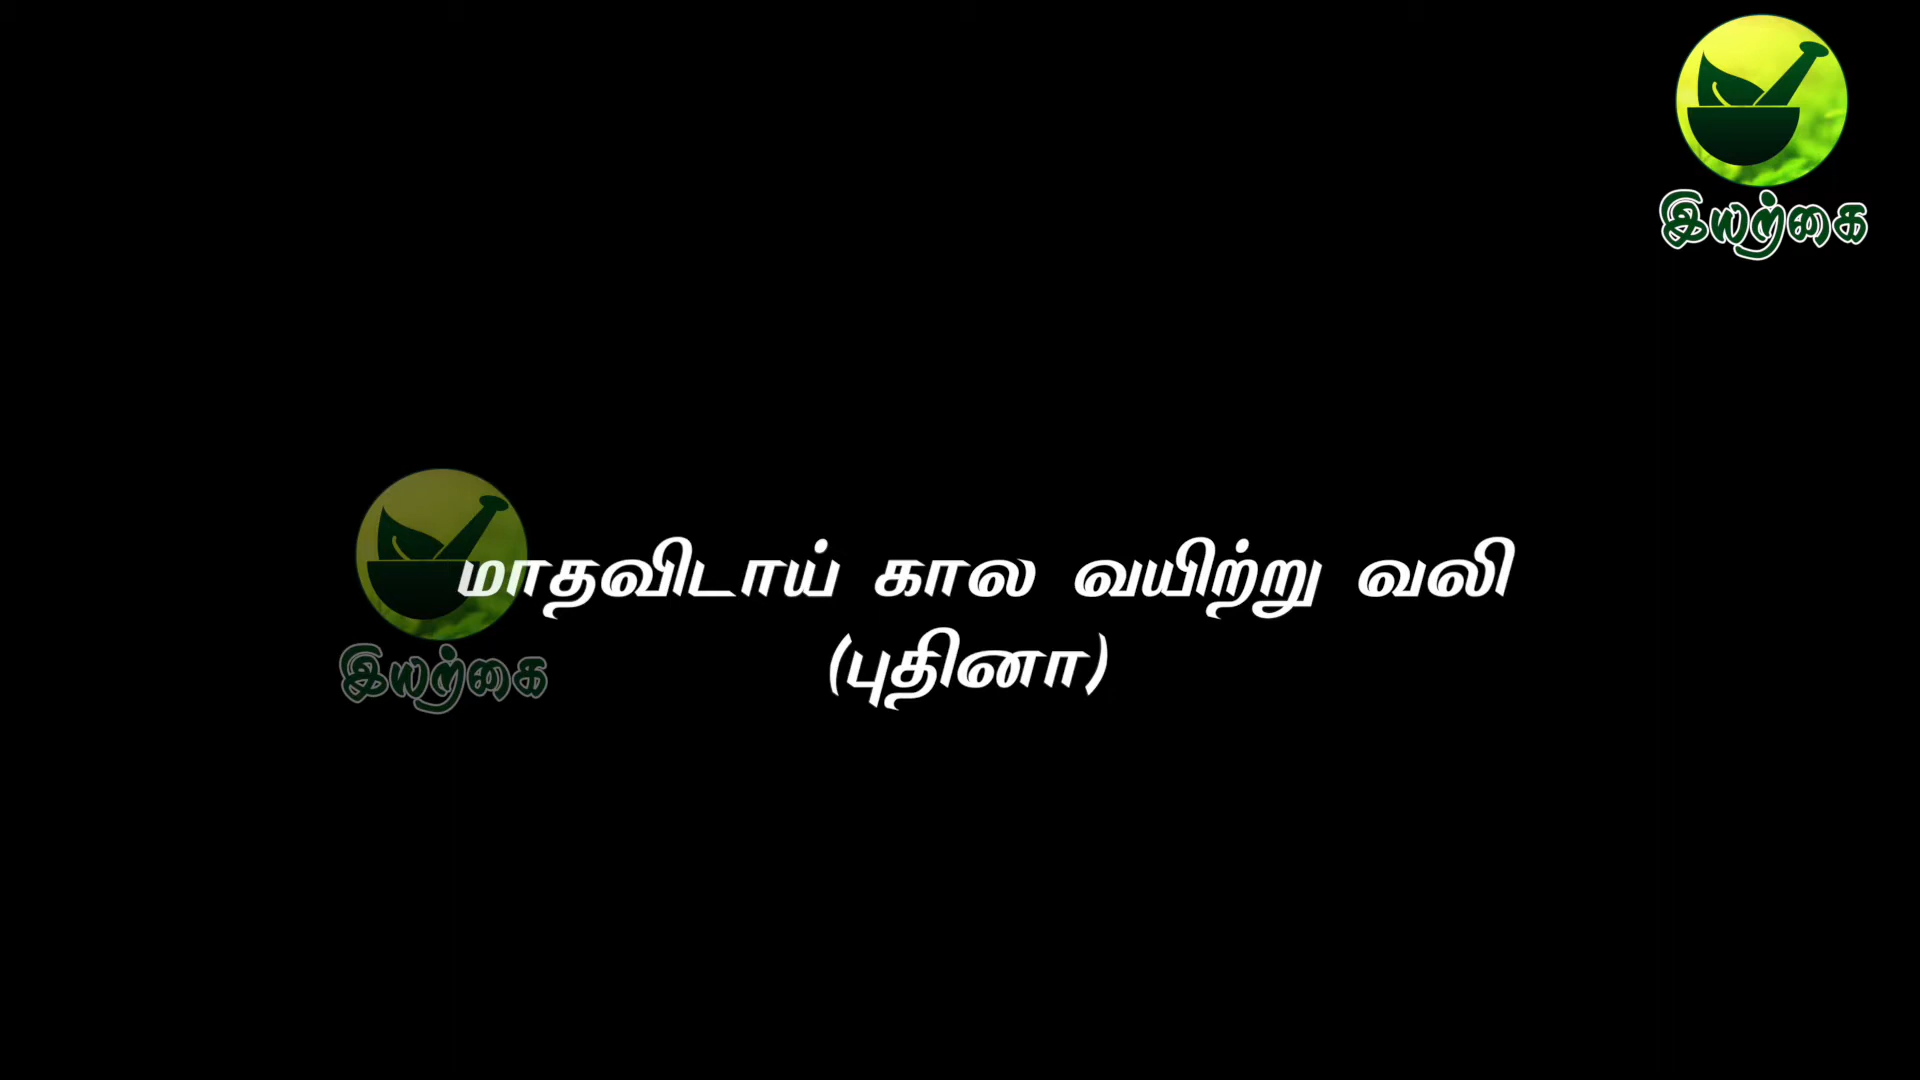 இயற்கை
மாதவிடாய் கால வயிற்று வலி
(புதினா)
இயற்கை